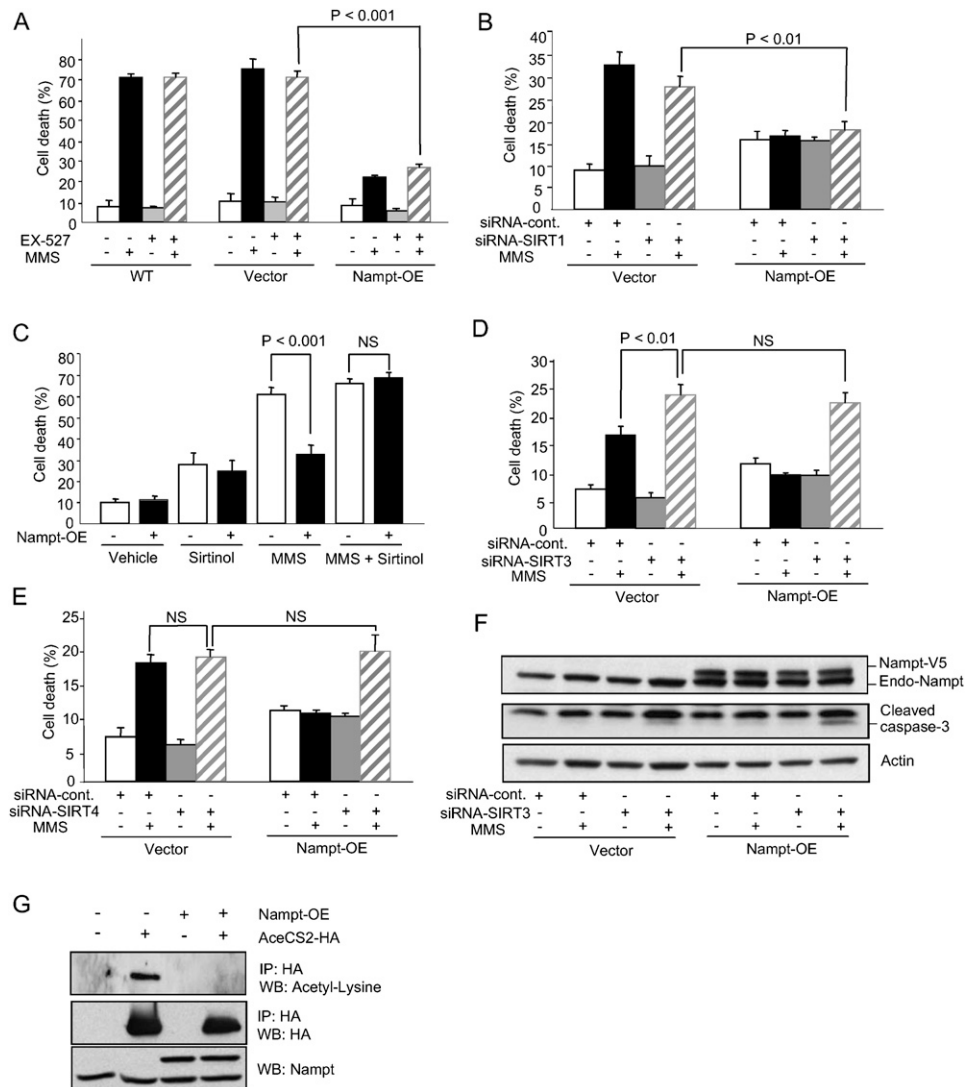 A
P < 0.001
Cell death (%)
80
70
60
50
40
30
20
10
0
EX-527 - - + + - - + + - - + +
MMS - + - + - + - + - + - +
WT Vector Nampt-OE
B
P < 0.01
Cell death (%)
40
35
30
25
20
15
10
5
0
siRNA-cont. + + - - + + - -
siRNA-SIRT1 - - + + - - + +
MMS - + - + - + - +
Vector Nampt-OE
C
P < 0.001
NS
Cell death (%)
80
70
60
50
40
30
20
10
0
Nampt-OE - + - + - + - +
Vehicle Sirtinol MMS MMS + Sirtinol
D
P < 0.01
NS
Cell death (%)
30
25
20
15
10
5
0
siRNA-cont. + + - - + + - -
siRNA-SIRT3 - - + + - - + +
MMS - + - + - + - +
Vector Nampt-OE
E
NS
NS
Cell death (%)
25
20
15
10
5
0
siRNA-cont. + + - - + + - -
siRNA-SIRT4 - - + + - - + +
MMS - + - + - + - +
Vector Nampt-OE
F
Nampt-V5
Endo-Nampt
Cleaved
caspase-3
Actin
siRNA-cont. + + - - + + - -
siRNA-SIRT3 - - + + - - + +
MMS - + - + - + - +
Vector Nampt-OE
G
- - + + Nampt-OE
- + - + AceCS2-HA
IP: HA
WB: Acetyl-Lysine
IP: HA
WB: HA
WB: Nampt